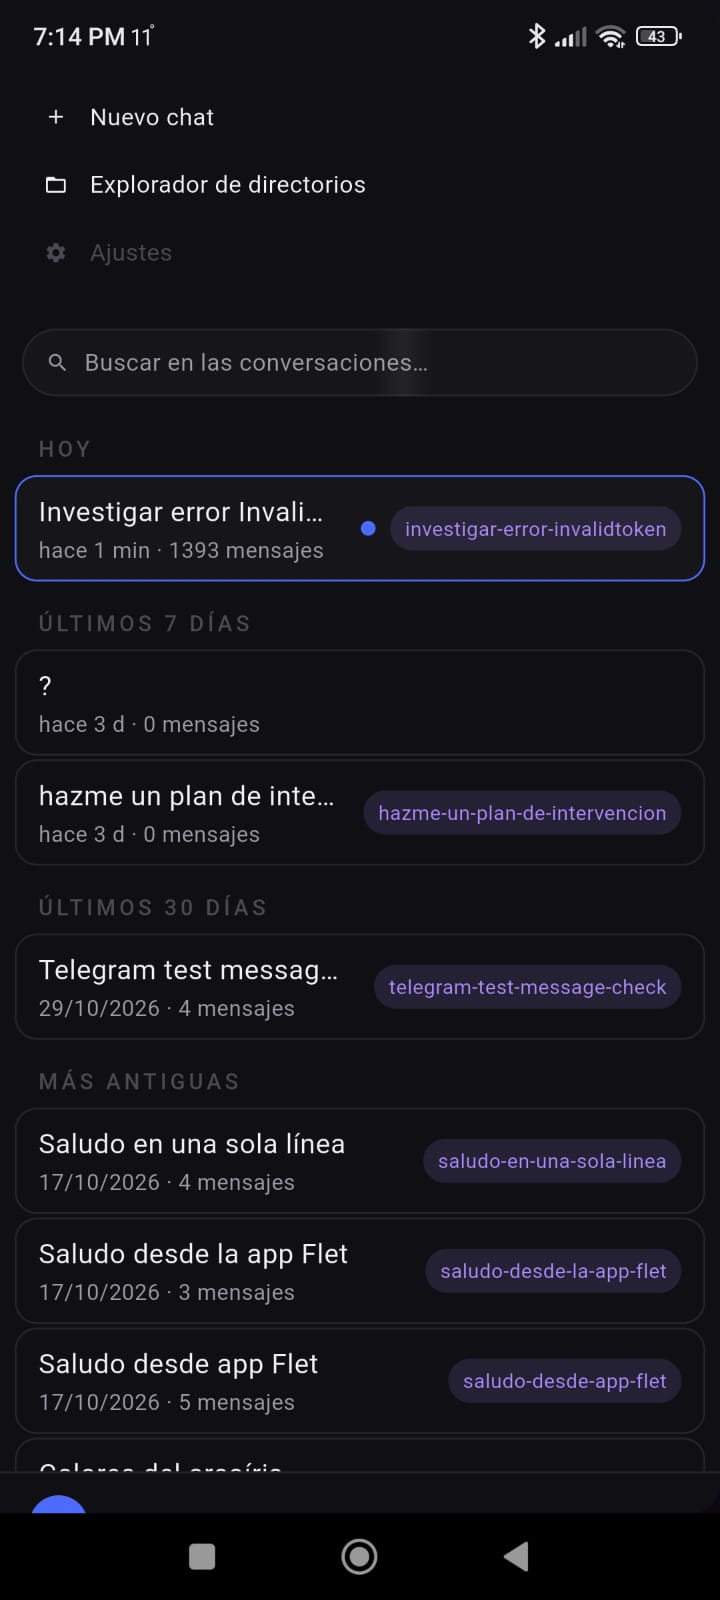 7:14 PM 11°
43
Nuevo chat
Explorador de directorios
Ajustes
Buscar en las conversaciones…
HOY
Investigar error Invali…
investigar-error-invalidtoken
hace 1 min · 1393 mensajes
ÚLTIMOS 7 DÍAS
?
hace 3 d · 0 mensajes
hazme un plan de inte…
hazme-un-plan-de-intervencion
hace 3 d · 0 mensajes
ÚLTIMOS 30 DÍAS
Telegram test messag…
telegram-test-message-check
29/10/2026 · 4 mensajes
MÁS ANTIGUAS
Saludo en una sola línea
saludo-en-una-sola-linea
17/10/2026 · 4 mensajes
Saludo desde la app Flet
saludo-desde-la-app-flet
17/10/2026 · 3 mensajes
Saludo desde app Flet
saludo-desde-app-flet
17/10/2026 · 5 mensajes